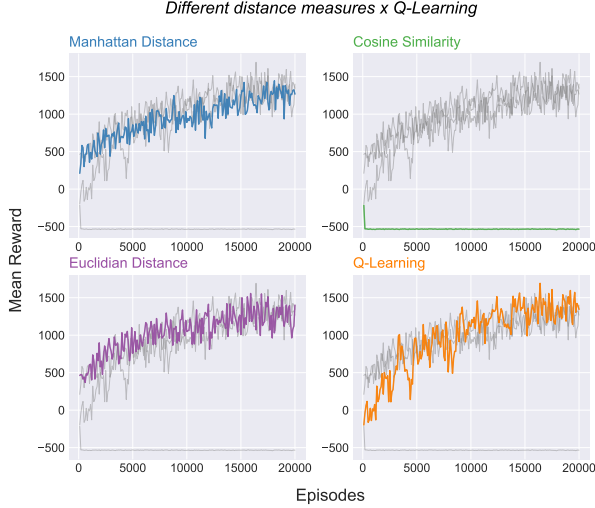 Different distance measures x Q-Learning
Manhattan Distance
Cosine Similarity
1500
1000
500
0
−500
0 5000 10000 15000 20000
1500
1000
500
0
−500
0 5000 10000 15000 20000
Mean Reward
Euclidian Distance
Q-Learning
1500
1000
500
0
−500
0 5000 10000 15000 20000
1500
1000
500
0
−500
0 5000 10000 15000 20000
Episodes